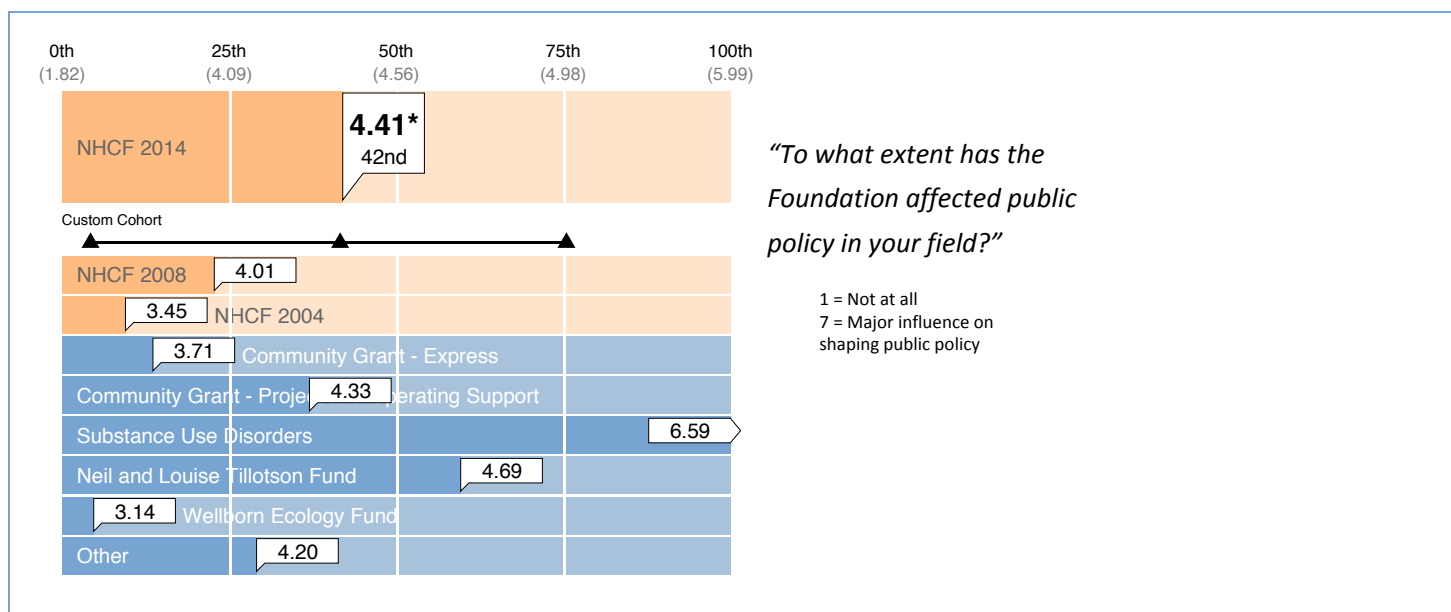 0th 25th 50th 75th 100th
(1.82) (4.09) (4.56) (4.98) (5.99)
NHCF 2014
4.41*
42nd
Custom Cohort
NHCF 2008 4.01
3.45 NHCF 2004
3.71 Community Grant - Express
Community Grant - 4.33 Support
Substance Use Disorders 6.59
Neil and Louise Tillotson Fund 4.69
3.14 Wellborn Ecology Fund
Other 4.20
“To what extent has the
Foundation affected public
policy in your field?”
1 = Not at all
7 = Major influence on
shaping public policy